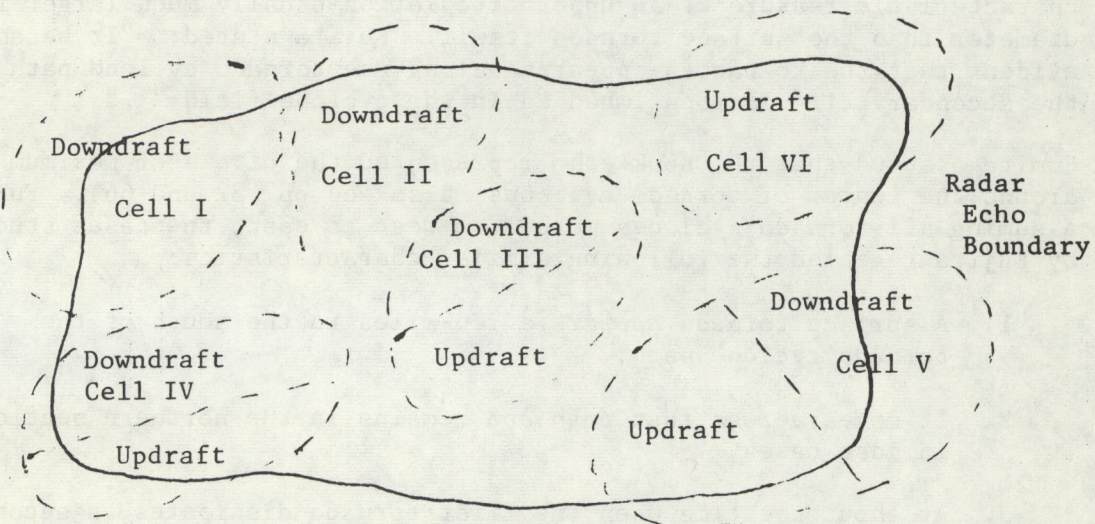 Downdraft
Cell I
Downdraft
Cell II
Updraft
Cell VI
Downdraft
Cell III
Updraft
Radar
Echo
Boundary
Downdraft
Cell V
Updraft
Downdraft
Cell IV
Updraft